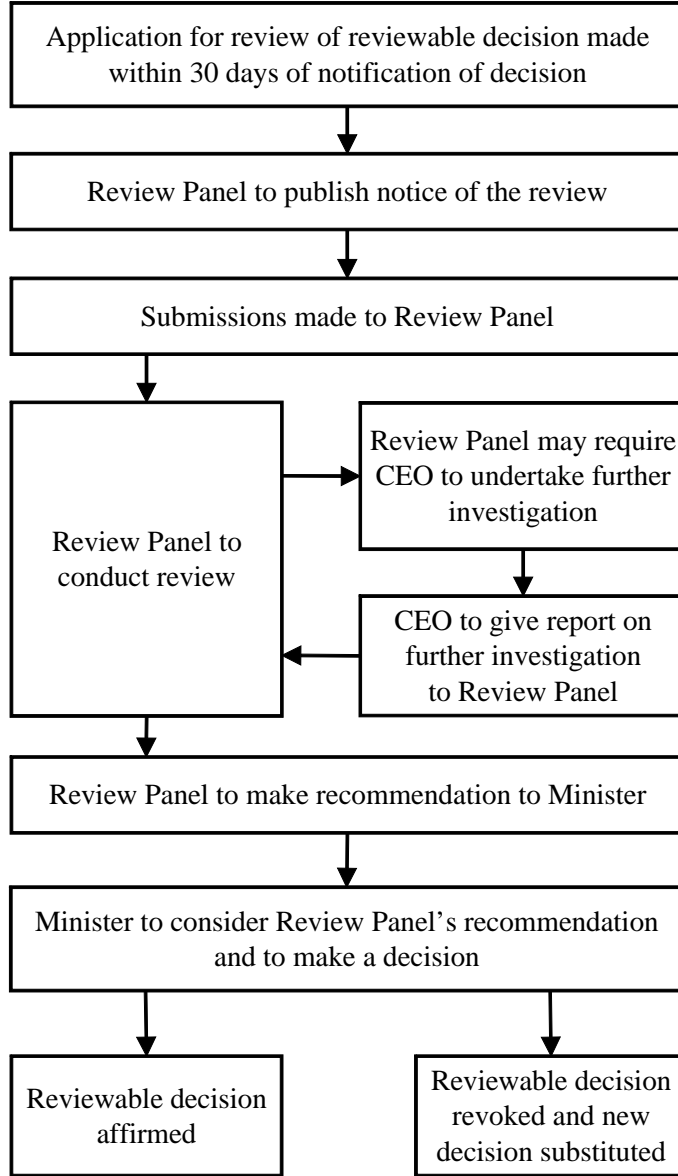 Application for review of reviewable decision made
within 30 days of notification of decision
Review Panel to publish notice of the review
Submissions made to Review Panel
Review Panel to
conduct review
Review Panel may require
CEO to undertake further
investigation
CEO to give report on
further investigation
to Review Panel
Review Panel to make recommendation to Minister
Minister to consider Review Panel’s recommendation
and to make a decision
Reviewable decision
affirmed
Reviewable decision
revoked and new
decision substituted